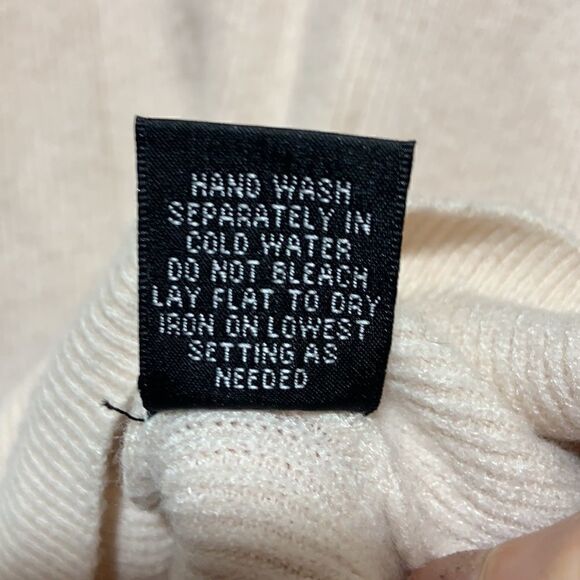 HAND WASH
SEPARATELY IN
COLD WATER
DO NOT BLEACH
LAY FLAT TO DRY
IRON ON LOWEST
SETTING AS
NEEDED